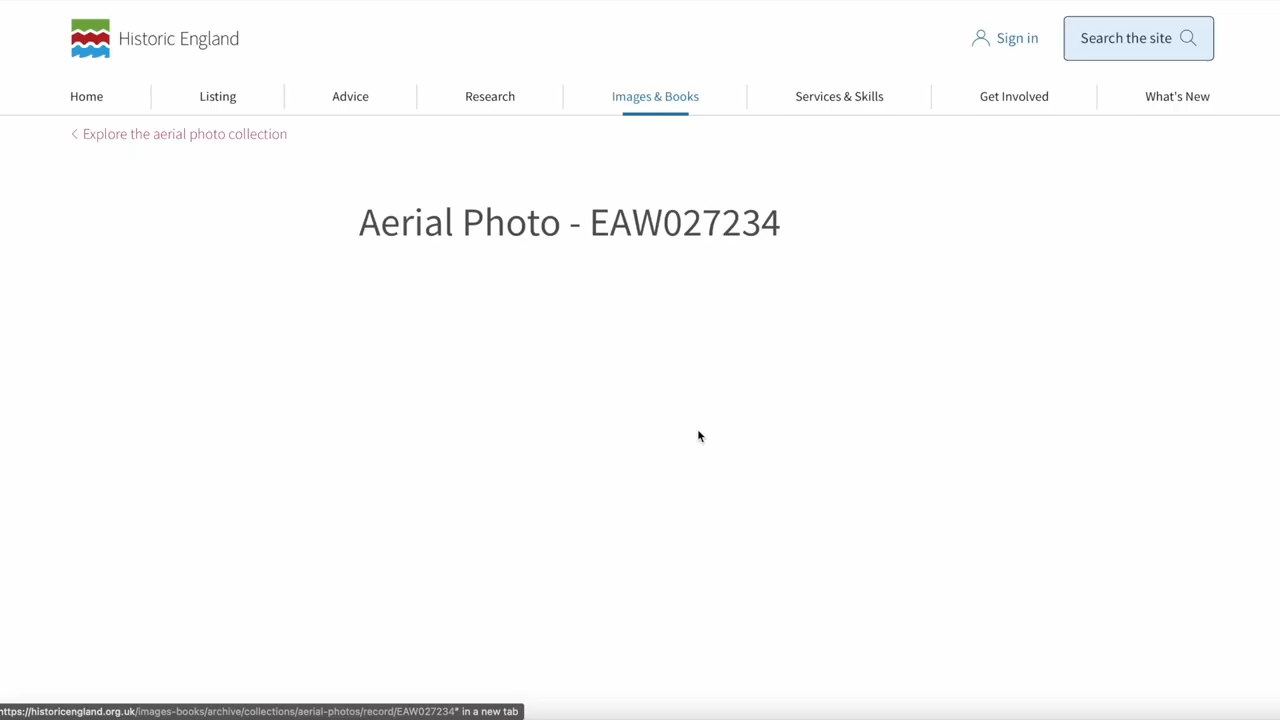 Historic England
Sign in
Search the site
Home
Listing
Advice
Research
Images & Books
Services & Skills
Get Involved
What's New
Explore the aerial photo collection
Aerial Photo - EAW027234
https://historicengland.org.uk/images-books/archive/collections/aerial-photos/record/EAW027234" in a new tab